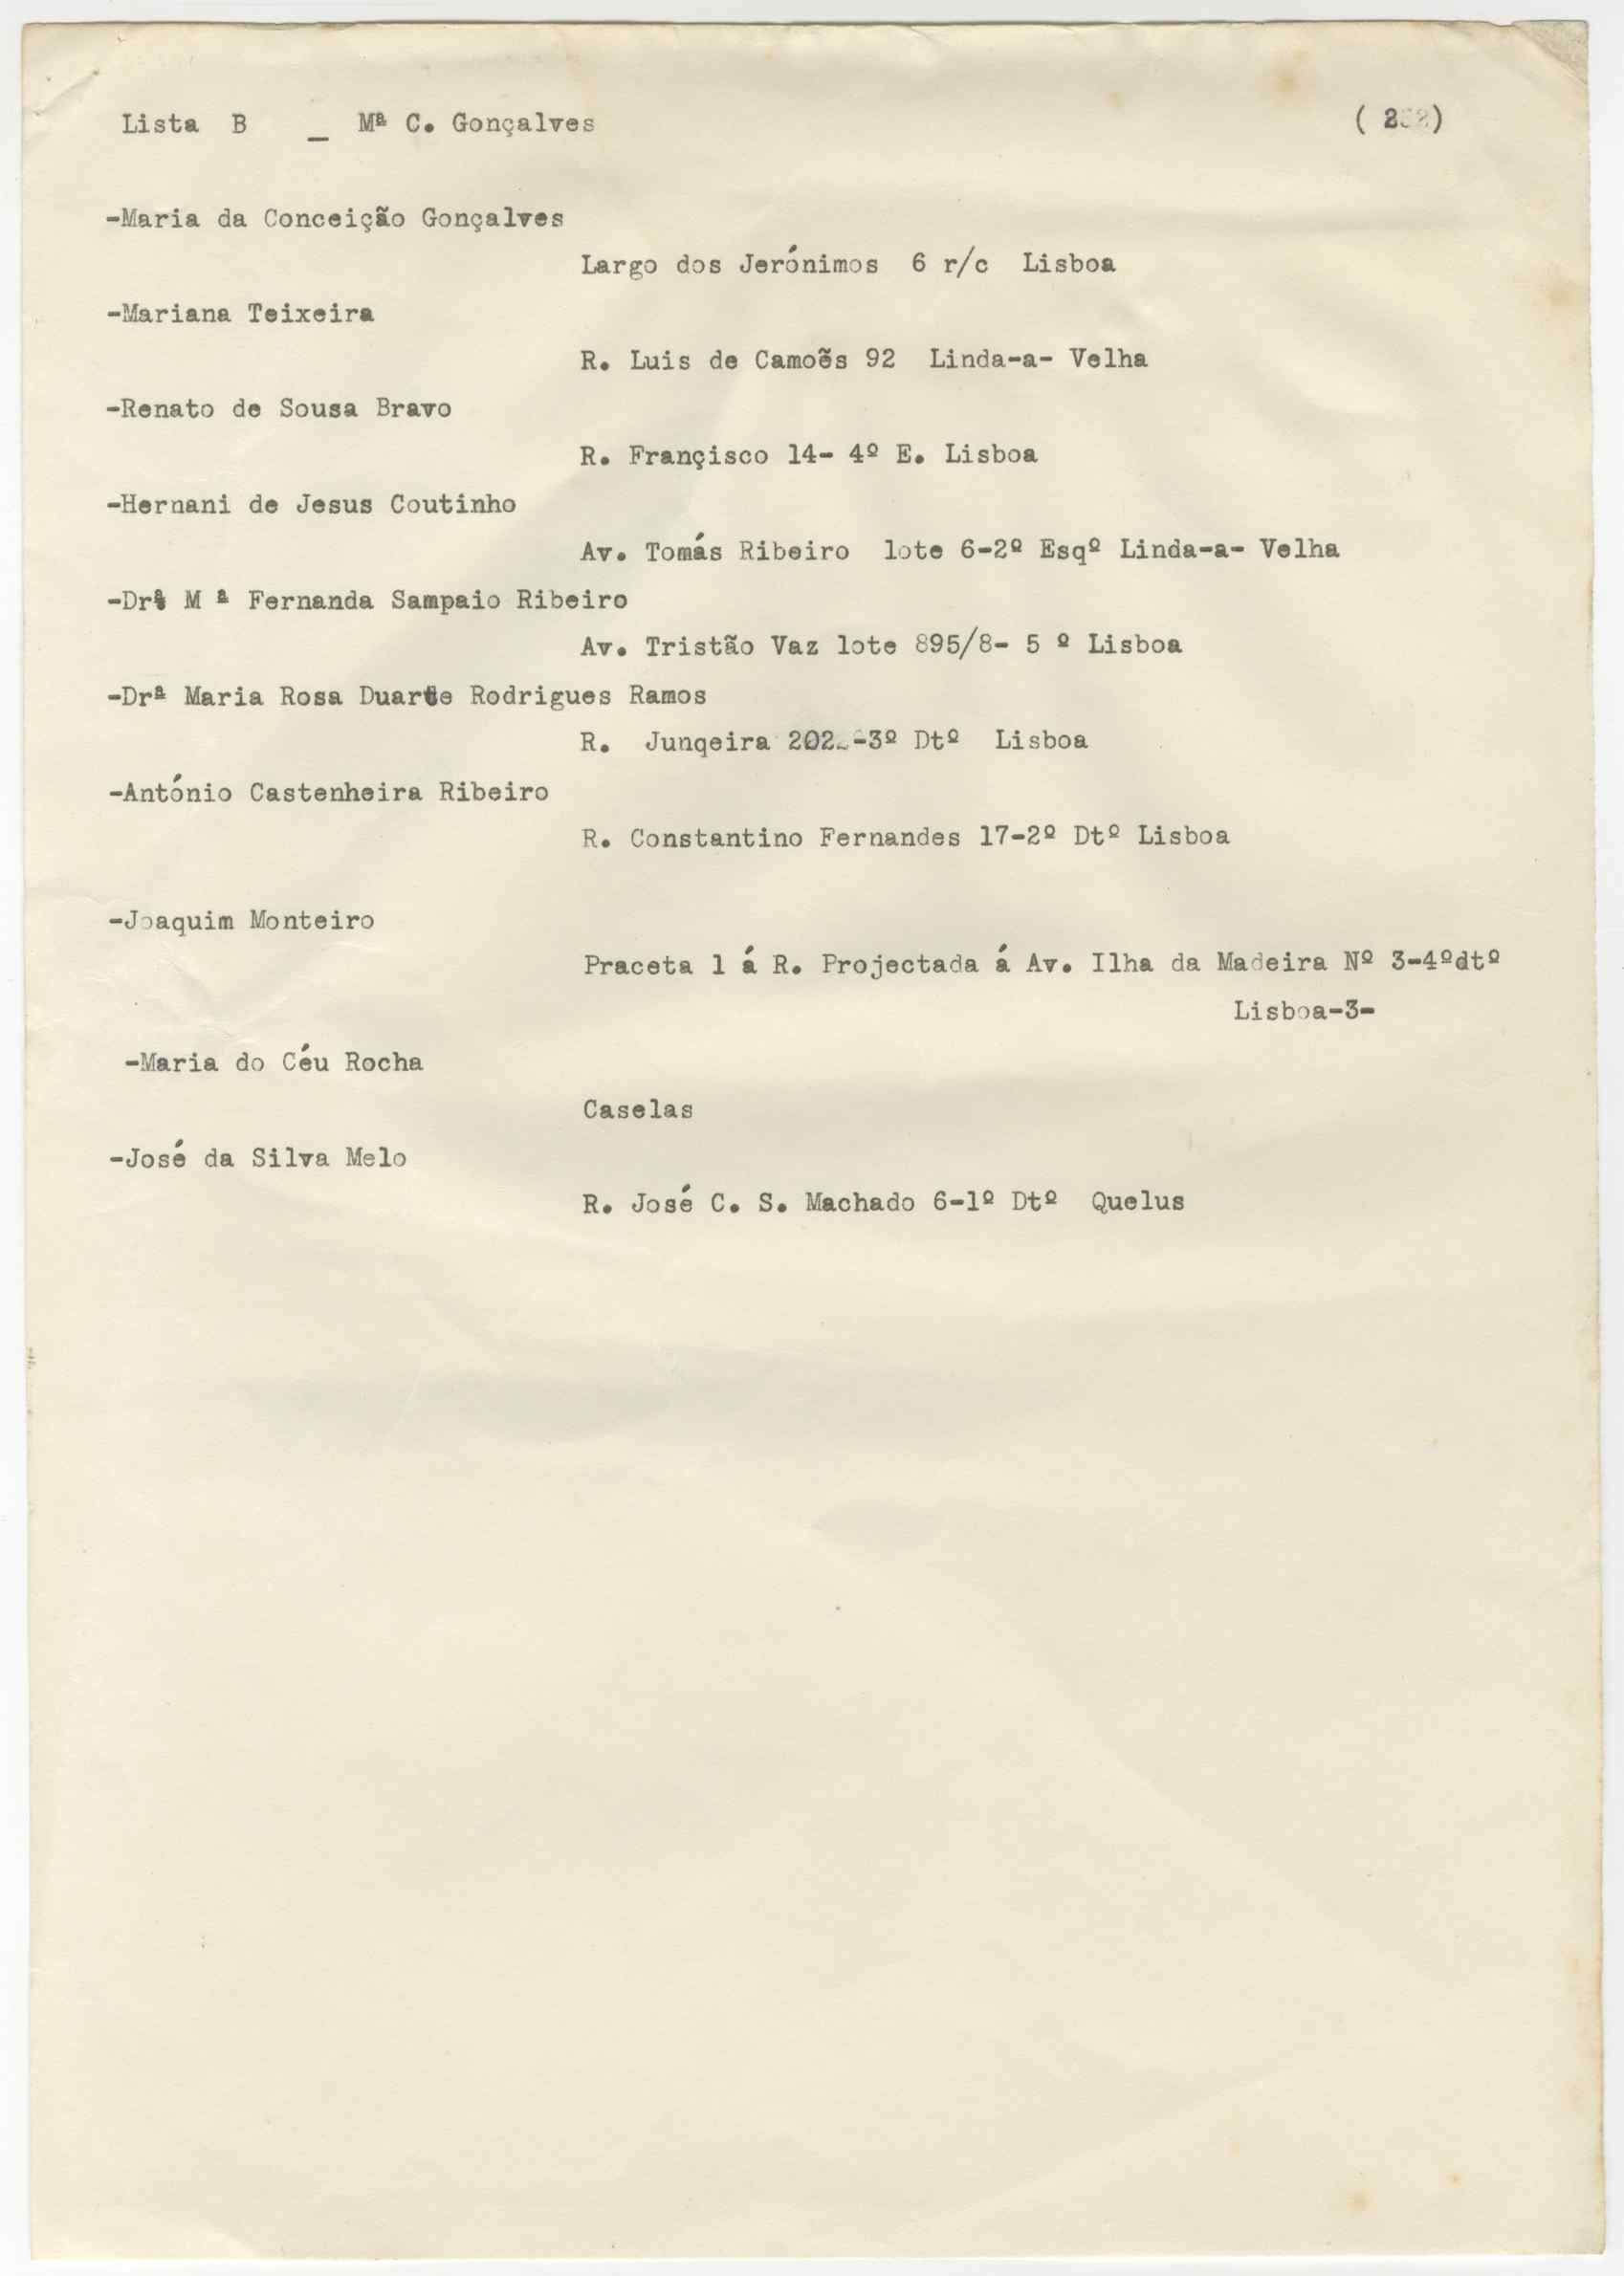 Lista B _ Mª C. Gonçalves
-Maria da Conceição Gonçalves
Largo dos Jerónimos 6 r/c Lisboa
-Mariana Teixeira
R. Luis de Camoẽs 92 Linda-a- Velha
-Renato de Sousa Bravo
R. Françisco 14- 4º E. Lisboa
-Hernani de Jesus Coutinho
Av. Tomás Ribeiro lote 6-2º Esqº Linda-a- Velha
-Drª M ª Fernanda Sampaio Ribeiro
Av. Tristão Vaz lote 895/8- 5 º Lisboa
-Drª Maria Rosa Duarte Rodrigues Ramos
R. Junqeira -3º Dtº Lisboa
-António Castenheira Ribeiro
R. Constantino Fernandes 17-2º Dtº Lisboa
-Joaquim Monteiro
Praceta 1 á R. Projectada á Av. Ilha da Madeira Nº 3-4ºdtº
Lisboa-3-
-Maria do Céu Rocha
Caselas
-José da Silva Melo
R. José C. S. Machado 6-1º Dtº Quelus